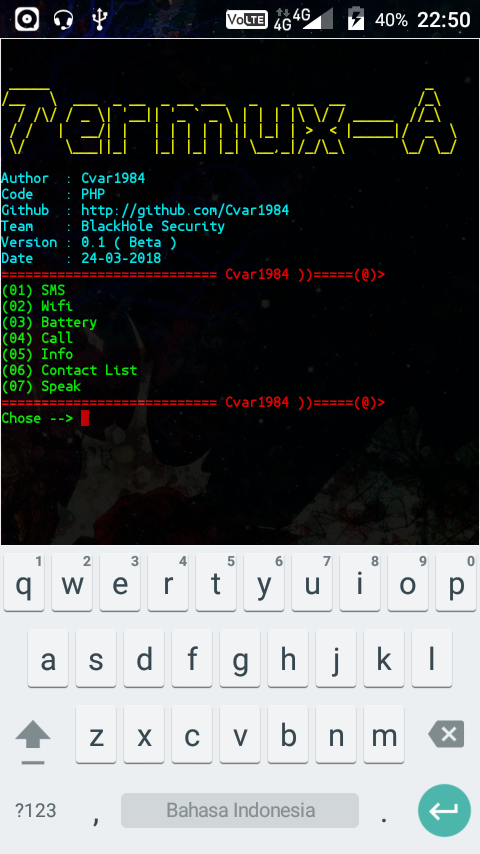 VoLTE 4G 4G 40% 22:50
Termux-A
Author : Cvar1984
Code : PHP
Github : http://github.com/Cvar1984
Team : BlackHole Security
Version : 0.1 ( Beta )
Date : 24-03-2018
=========================== Cvar1984 ))=====(@)>
(01) SMS
(02) Wifi
(03) Battery
(04) Call
(05) Info
(06) Contact List
(07) Speak
=========================== Cvar1984 ))=====(@)>
Chose -->
1 2 3 4 5 6 7 8 9 0
q w e r t y u i o p
a s d f g h j k l
z x c v b n m
?123 , Bahasa Indonesia .